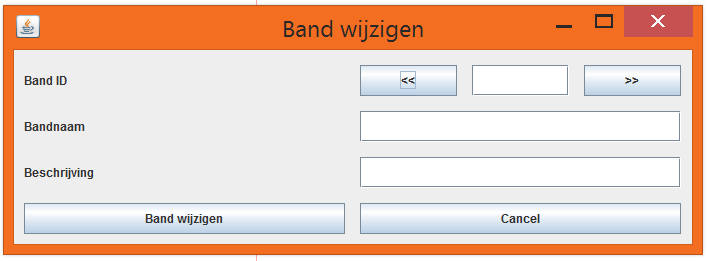 Band wijzigen
Band ID << >>
Bandnaam
Beschrijving
Band wijzigen Cancel